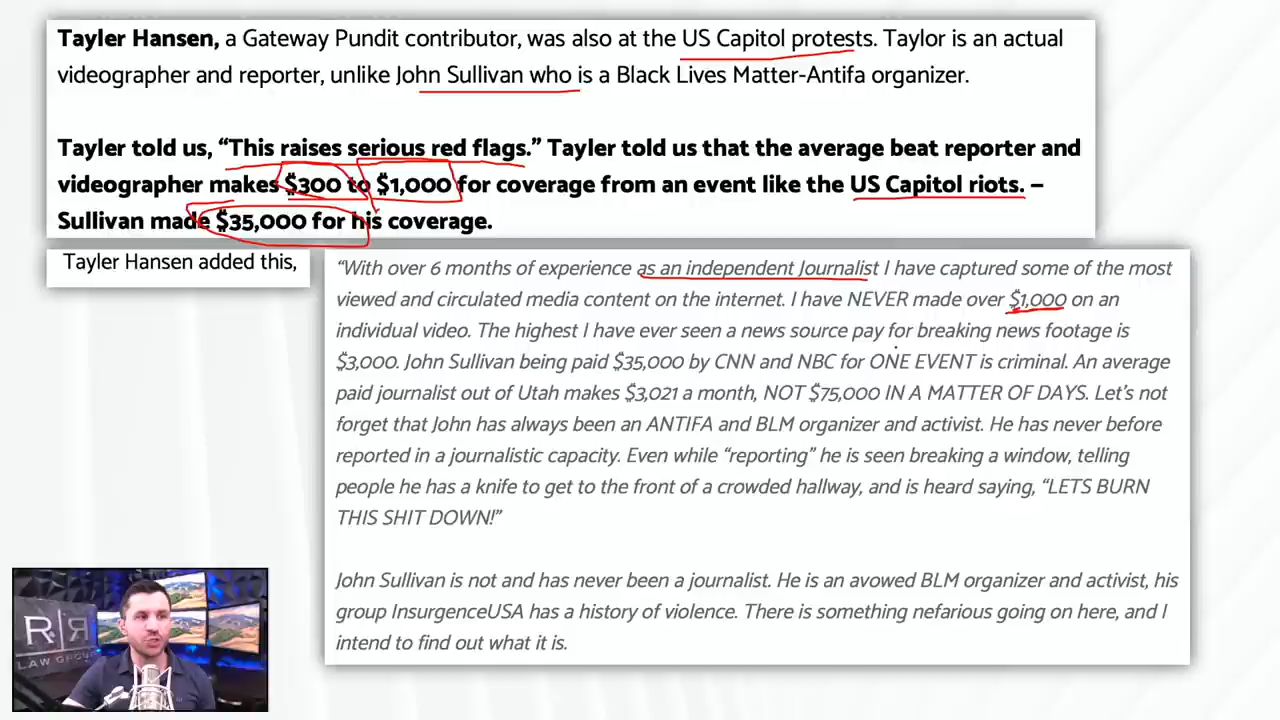 Tayler Hansen, a Gateway Pundit contributor, was also at the US Capitol protests. Taylor is an actual
videographer and reporter, unlike John Sullivan who is a Black Lives Matter-Antifa organizer.
Tayler told us, “This raises serious red flags.” Tayler told us that the average beat reporter and
videographer makes $300 to $1,000 for coverage from an event like the US Capitol riots. –
Sullivan made $35,000 for his coverage.
Tayler Hansen added this,
“With over 6 months of experience as an independent Journalist I have captured some of the most
viewed and circulated media content on the internet. I have NEVER made over $1,000 on an
individual video. The highest I have ever seen a news source pay for breaking news footage is
$3,000. John Sullivan being paid $35,000 by CNN and NBC for ONE EVENT is criminal. An average
paid journalist out of Utah makes $3,021 a month, NOT $75,000 IN A MATTER OF DAYS. Let’s not
forget that John has always been an ANTIFA and BLM organizer and activist. He has never before
reported in a journalistic capacity. Even while “reporting” he is seen breaking a window, telling
people he has a knife to get to the front of a crowded hallway, and is heard saying, “LETS BURN
THIS SHIT DOWN!”
John Sullivan is not and has never been a journalist. He is an avowed BLM organizer and activist, his
group InsurgenceUSA has a history of violence. There is something nefarious going on here, and I
intend to find out what it is.
R|R
LAW GROUP